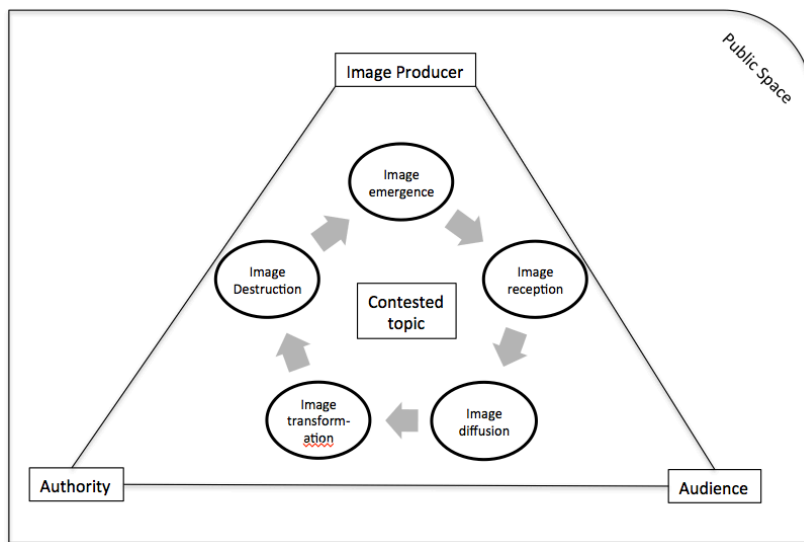 Public Space
Image Producer
Image
emergence
Image
Destruction
Image
reception
Contested
topic
Image
transform-
ation
Image
diffusion
Authority
Audience